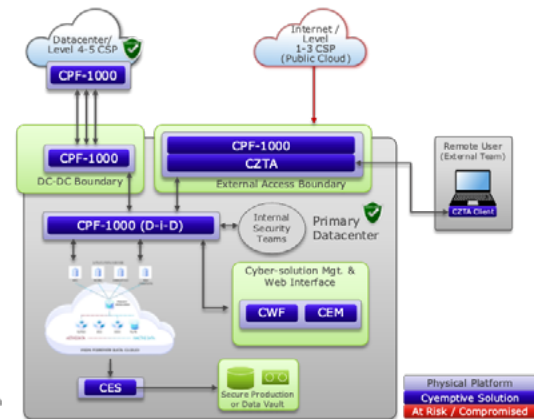 Datacenter/
Level 4-5 CSP
CPF-1000
Internet /
Level
1-3 CSP
(Public Cloud)
CPF-1000
DC-DC Boundary
CPF-1000
CZTA
External Access Boundary
Remote User
(External Team)
CZTA Client
CPF-1000 (D-i-D)
Internal
Security
Teams
Primary
Datacenter
Cyber-solution Mgt. &
Web Interface
CWF
CEM
CES
Secure Production
or Data Vault
Physical Platform
Cyemptive Solution
At Risk / Compromised